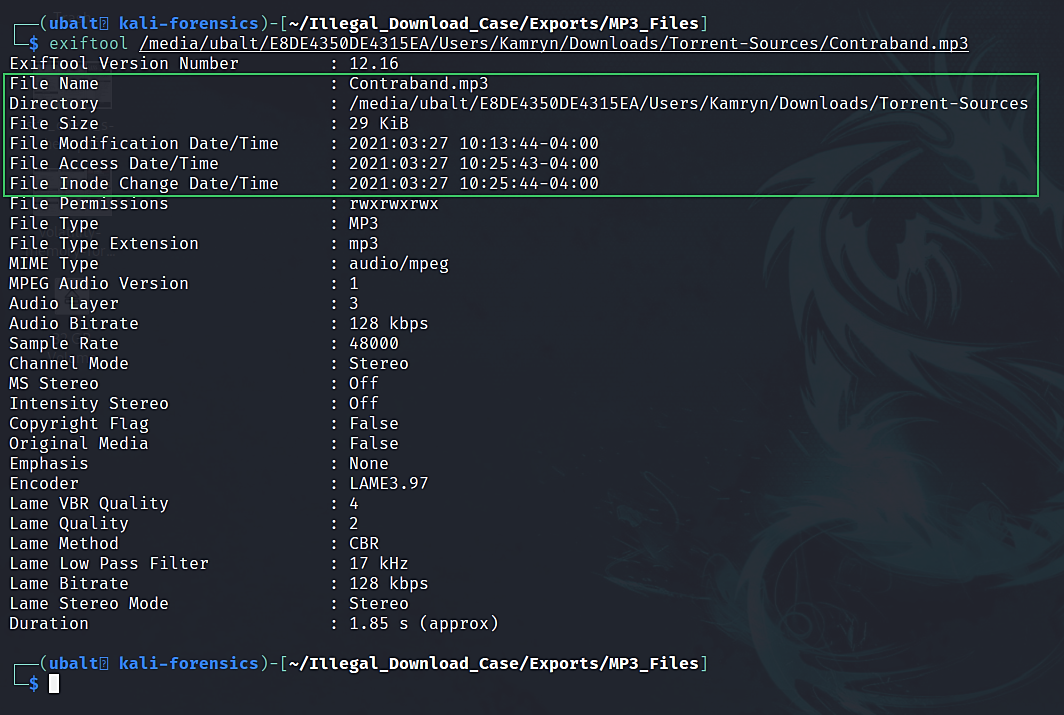 ┌──(ubalt kali-forensics)-[~/Illegal_Download_Case/Exports/MP3_Files]
└─$ exiftool /media/ubalt/E8DE4350DE4315EA/Users/Kamryn/Downloads/Torrent-Sources/Contraband.mp3
ExifTool Version Number : 12.16
File Name : Contraband.mp3
Directory : /media/ubalt/E8DE4350DE4315EA/Users/Kamryn/Downloads/Torrent-Sources
File Size : 29 KiB
File Modification Date/Time : 2021:03:27 10:13:44-04:00
File Access Date/Time : 2021:03:27 10:25:43-04:00
File Inode Change Date/Time : 2021:03:27 10:25:44-04:00
File Permissions : rwxrwxrwx
File Type : MP3
File Type Extension : mp3
MIME Type : audio/mpeg
MPEG Audio Version : 1
Audio Layer : 3
Audio Bitrate : 128 kbps
Sample Rate : 48000
Channel Mode : Stereo
MS Stereo : Off
Intensity Stereo : Off
Copyright Flag : False
Original Media : False
Emphasis : None
Encoder : LAME3.97
Lame VBR Quality : 4
Lame Quality : 2
Lame Method : CBR
Lame Low Pass Filter : 17 kHz
Lame Bitrate : 128 kbps
Lame Stereo Mode : Stereo
Duration : 1.85 s (approx)
┌──(ubalt kali-forensics)-[~/Illegal_Download_Case/Exports/MP3_Files]
└─$